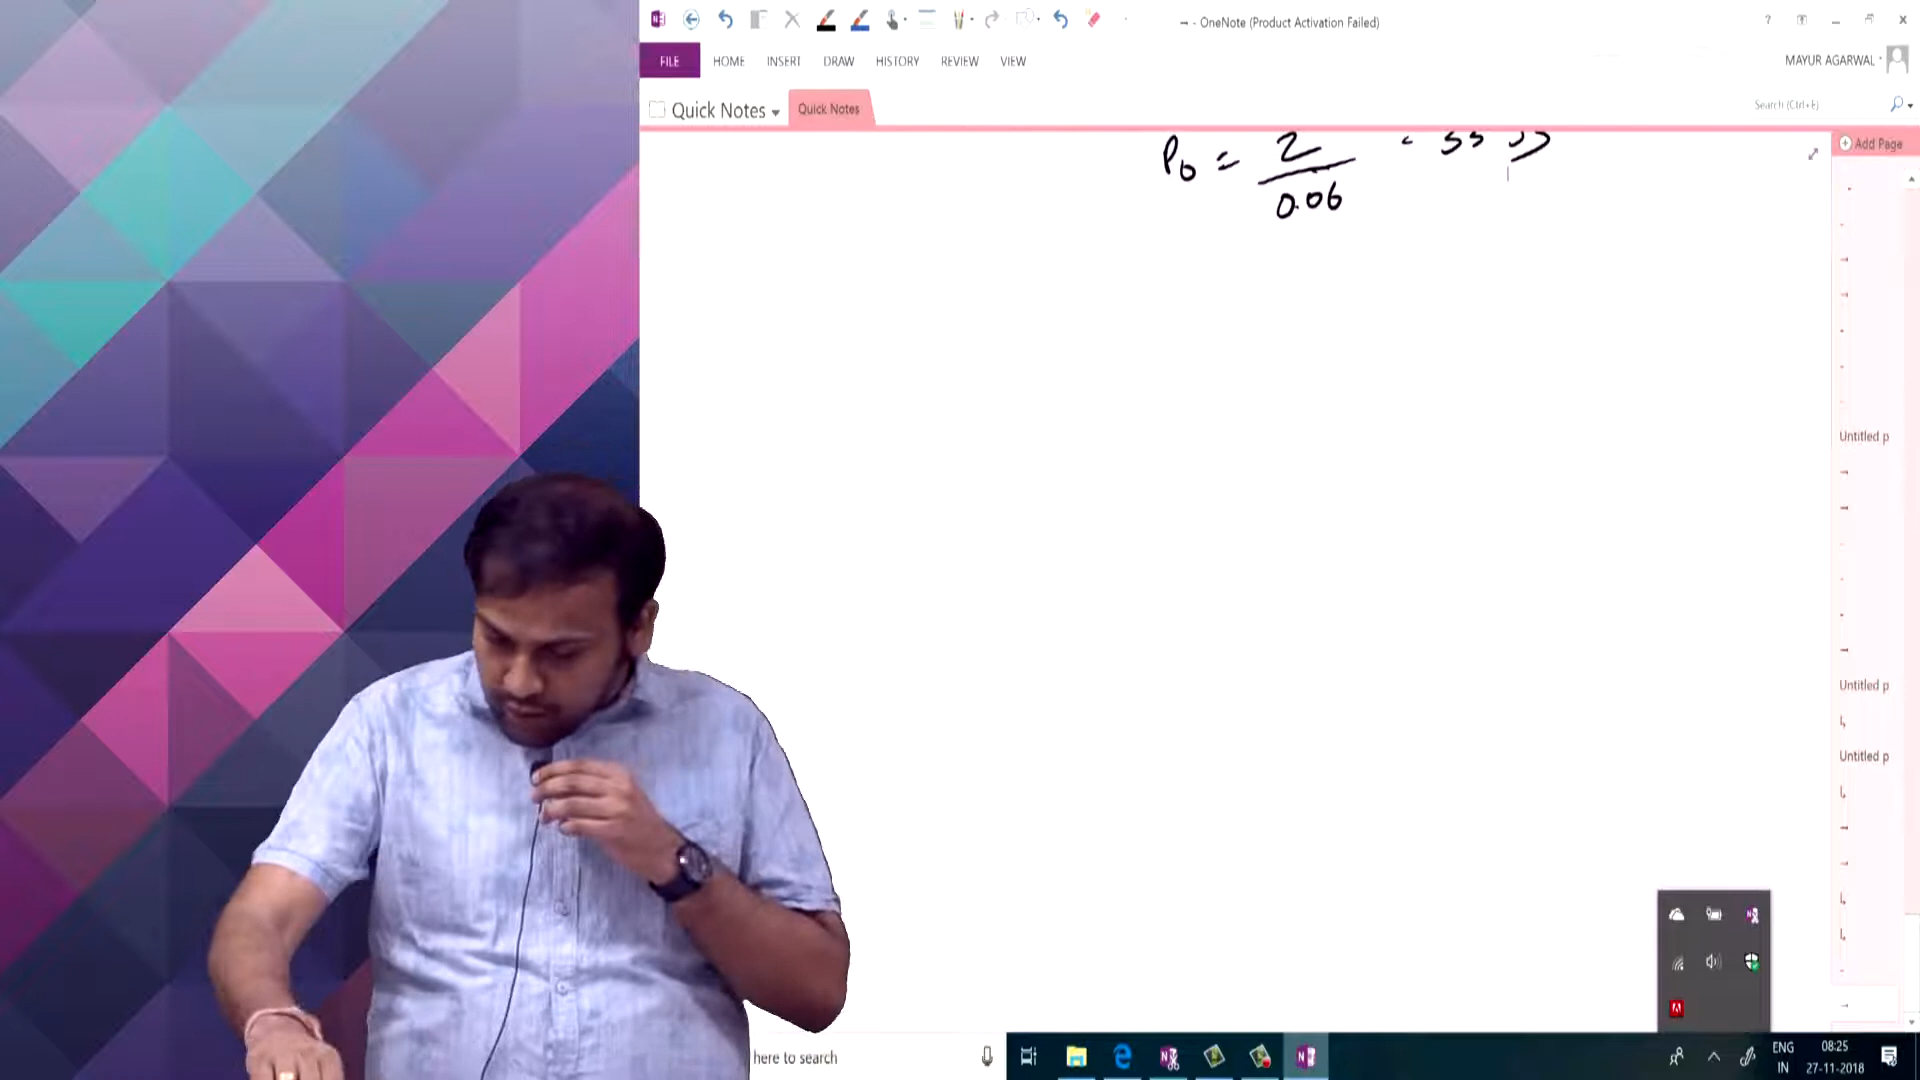 - OneNote (Product Activation Failed)
?
FILE HOME INSERT DRAW HISTORY REVIEW VIEW
MAYUR AGARWAL
Quick Notes
Quick Notes
Search (Ctrl+E)
Add Page
P₀ = 2
0.06
Untitled p
Untitled p
Untitled p
here to search
ENG
IN
08:25
27-11-2018